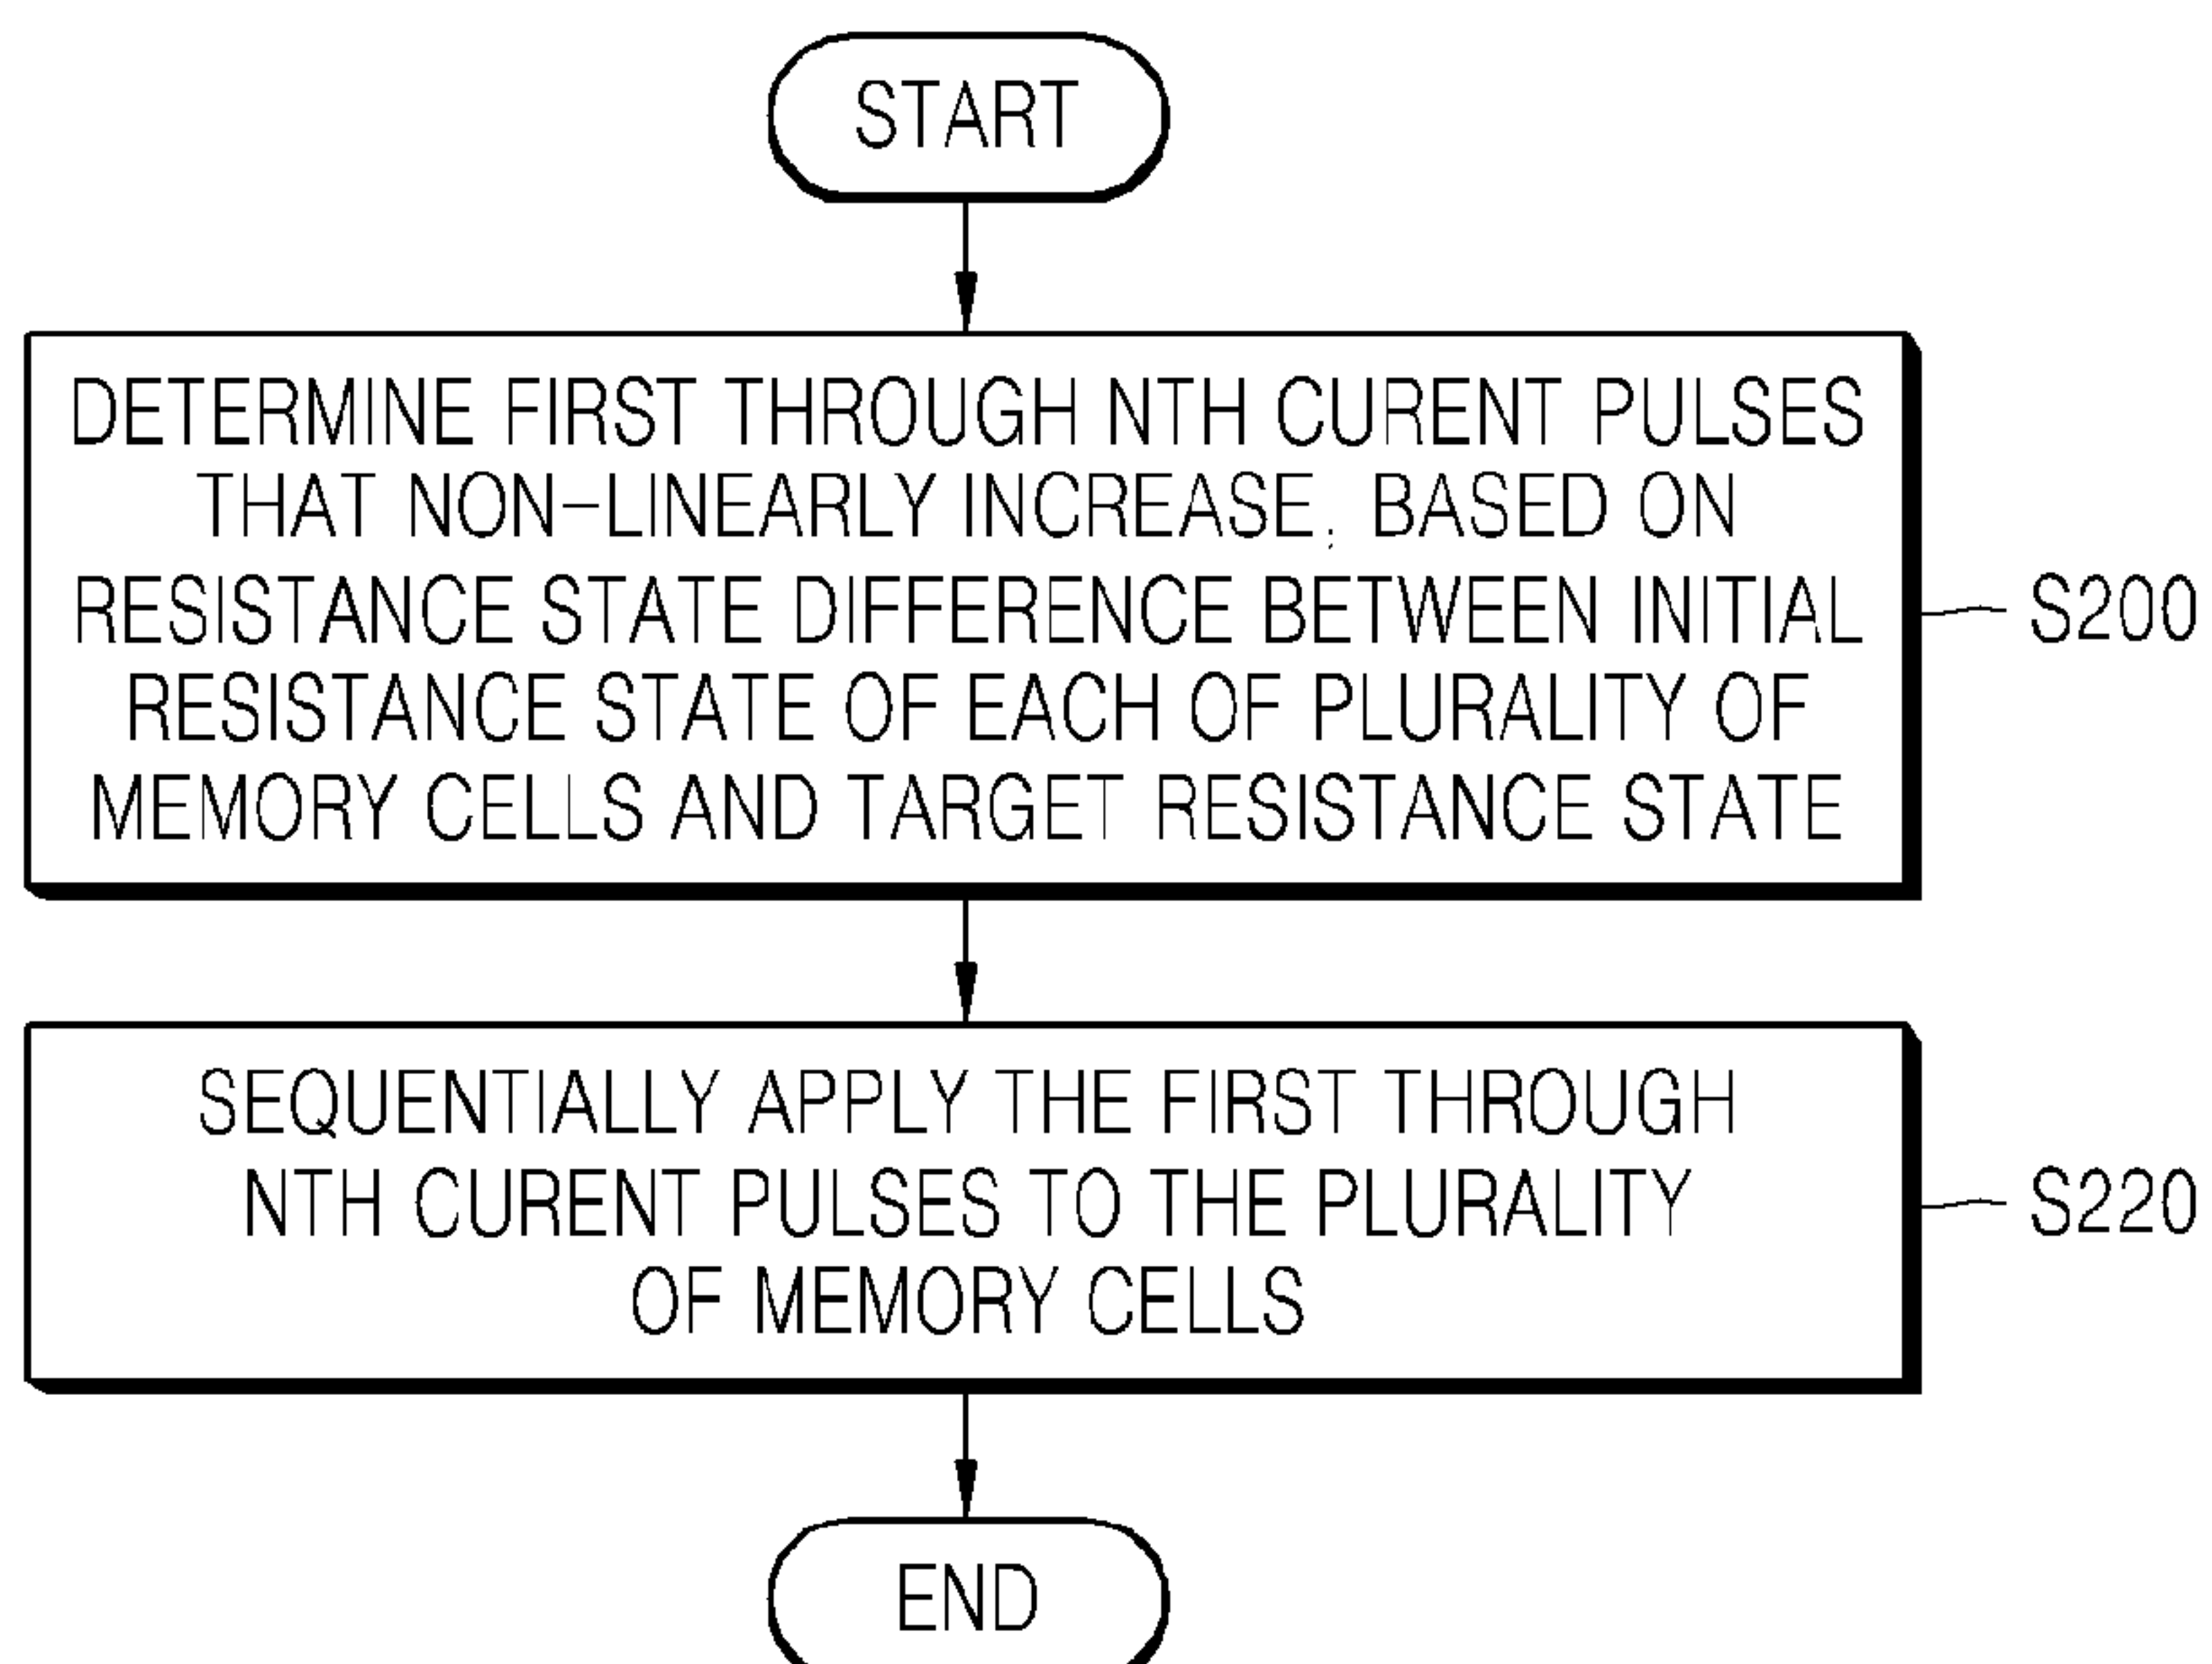 START
DETERMINE FIRST THROUGH NTH CURENT PULSES
THAT NON-LINEARLY INCREASE, BASED ON
RESISTANCE STATE DIFFERENCE BETWEEN INITIAL
RESISTANCE STATE OF EACH OF PLURALITY OF
MEMORY CELLS AND TARGET RESISTANCE STATE
S200
SEQUENTIALLY APPLY THE FIRST THROUGH
NTH CURENT PULSES TO THE PLURALITY
OF MEMORY CELLS
S220
END